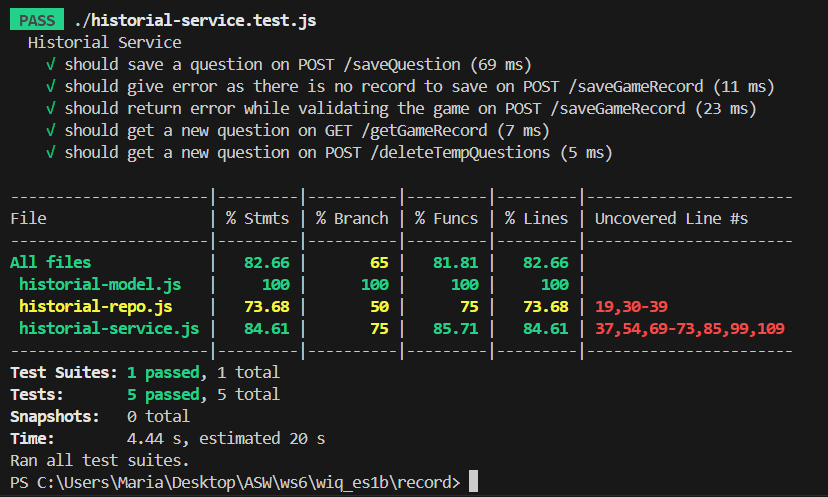 PASS ./historial-service.test.js
  Historial Service
    √ should save a question on POST /saveQuestion (69 ms)
    √ should give error as there is no record to save on POST /saveGameRecord (11 ms)
    √ should return error while validating the game on POST /saveGameRecord (23 ms)
    √ should get a new question on GET /getGameRecord (7 ms)
    √ should get a new question on POST /deleteTempQuestions (5 ms)

----------------------|---------|----------|---------|---------|-----------------------
File                  | % Stmts | % Branch | % Funcs | % Lines | Uncovered Line #s
----------------------|---------|----------|---------|---------|-----------------------
All files             |   82.66 |       65 |   81.81 |   82.66 |
 historial-model.js   |     100 |      100 |     100 |     100 |
 historial-repo.js    |   73.68 |       50 |      75 |   73.68 | 19,30-39
 historial-service.js |   84.61 |       75 |   85.71 |   84.61 | 37,54,69-73,85,99,109
----------------------|---------|----------|---------|---------|-----------------------
Test Suites: 1 passed, 1 total
Tests:       5 passed, 5 total
Snapshots:   0 total
Time:        4.44 s, estimated 20 s
Ran all test suites.
PS C:\Users\Maria\Desktop\ASW\ws6\wiq_es1b\record>